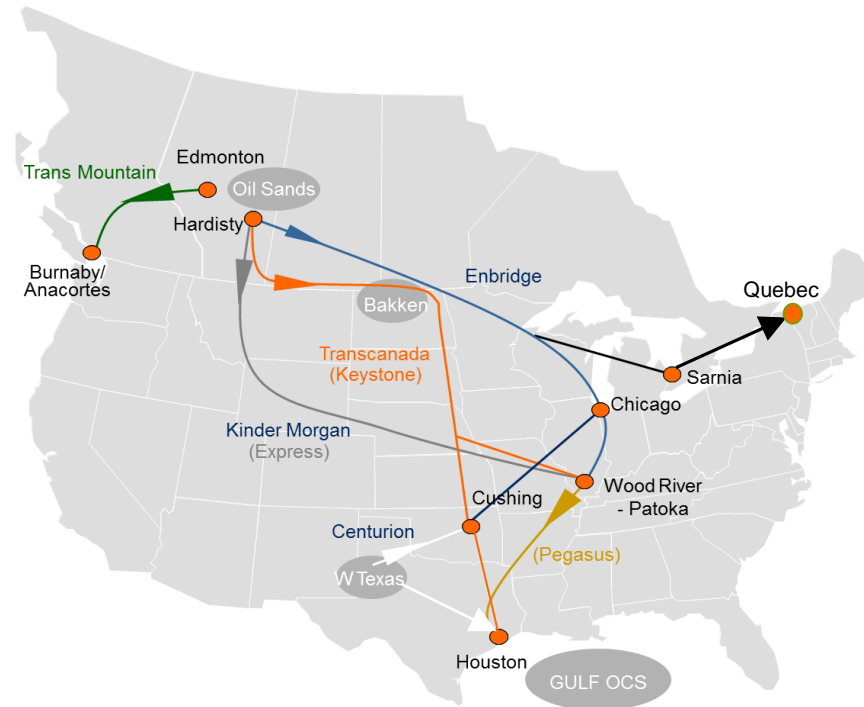 Edmonton
Trans Mountain
Oil Sands
Hardisty
Burnaby/
Anacortes
Enbridge
Quebec
Bakken
Transcanada
(Keystone)
Sarnia
Chicago
Kinder Morgan
(Express)
Cushing
Wood River
- Patoka
Centurion
(Pegasus)
W Texas
Houston
GULF OCS